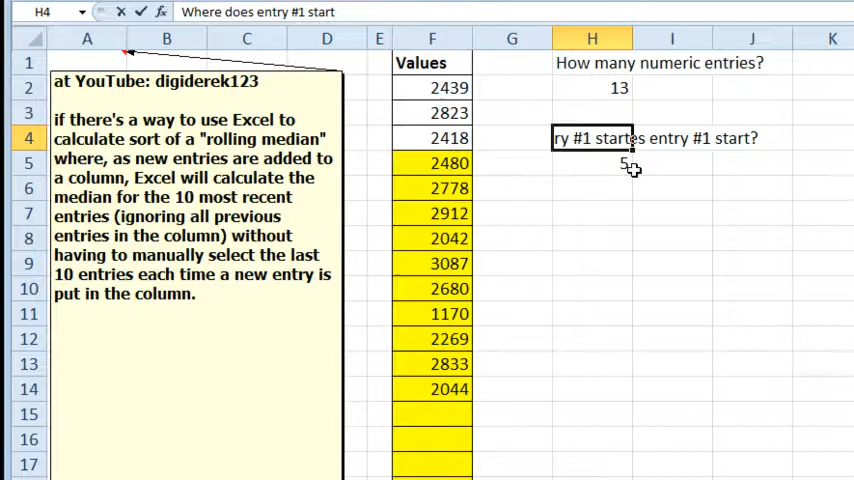 H4 fx Where does entry #1 start
A B C D E F G H I J K
1 Values How many numeric entries?
2 2439 13
3 2823
4 2418 ry #1 startes entry #1 start?
5 2480 5
6 2778
7 2912
8 2042
9 3087
10 2680
11 1170
12 2269
13 2833
14 2044
15
16
17
at YouTube: digiderek123
if there's a way to use Excel to
calculate sort of a "rolling median"
where, as new entries are added to
a column, Excel will calculate the
median for the 10 most recent
entries (ignoring all previous
entries in the column) without
having to manually select the last
10 entries each time a new entry is
put in the column.